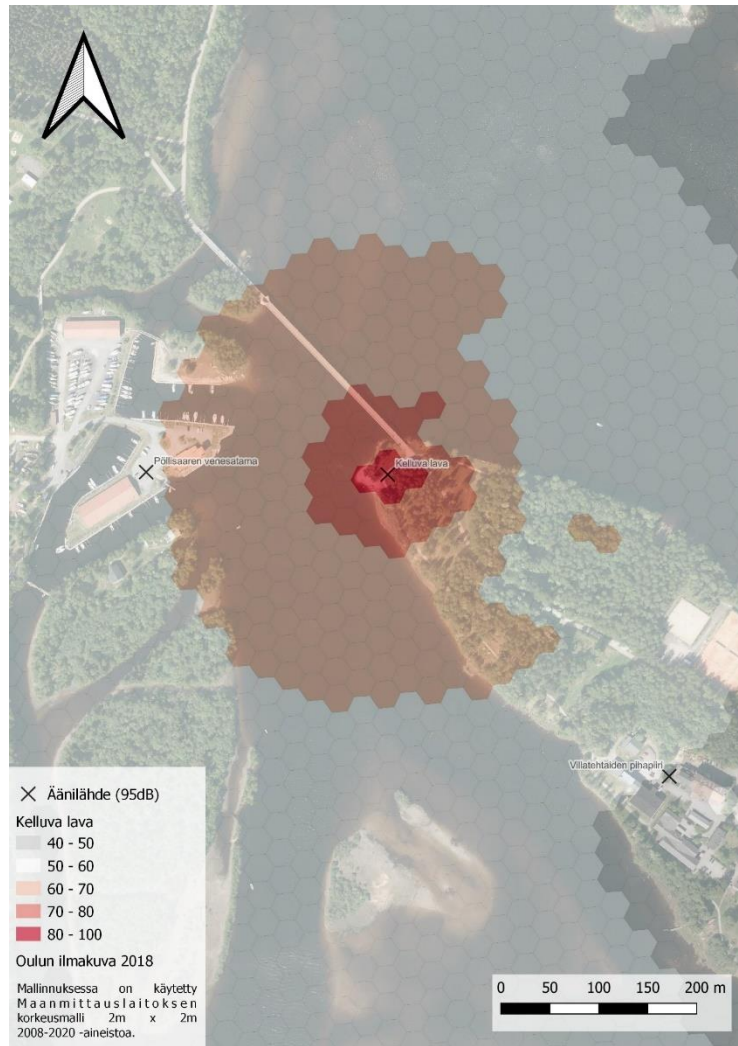 Pöllisaaren venesatama
Kelluva lava
Villatehtaiden pihapiiri
Äänilähde (95dB)
Kelluva lava
40 - 50
50 - 60
60 - 70
70 - 80
80 - 100
Oulun ilmakuva 2018
Mallinnuksessa on käytetty
Maanmittauslaitoksen
korkeusmalli 2m x 2m
2008-2020 -aineistoa.
0 50 100 150 200 m